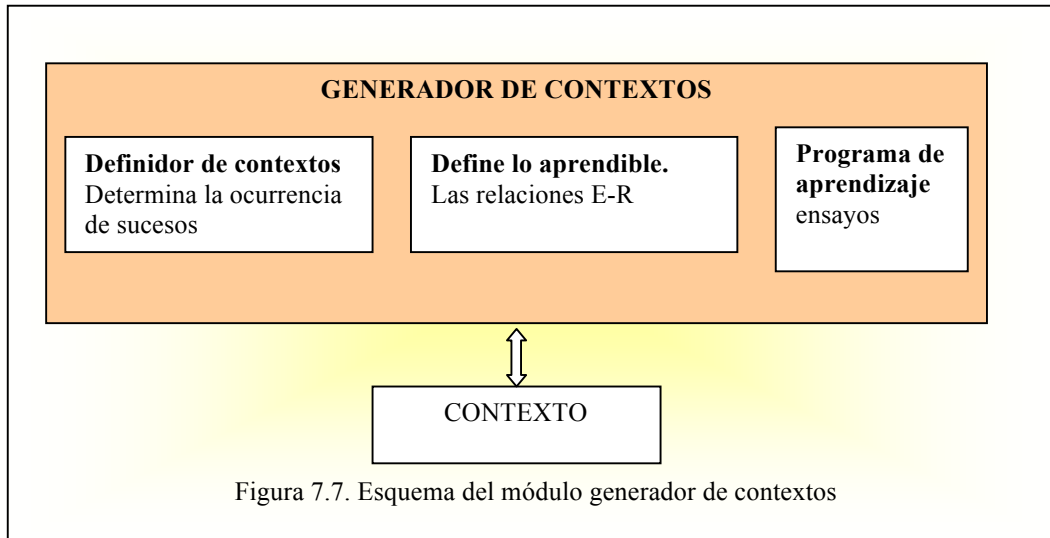 GENERADOR DE CONTEXTOS
Definidor de contextos
Determina la ocurrencia
de sucesos
Define lo aprendible.
Las relaciones E-R
Programa de
aprendizaje
ensayos
CONTEXTO
Figura 7.7. Esquema del módulo generador de contextos